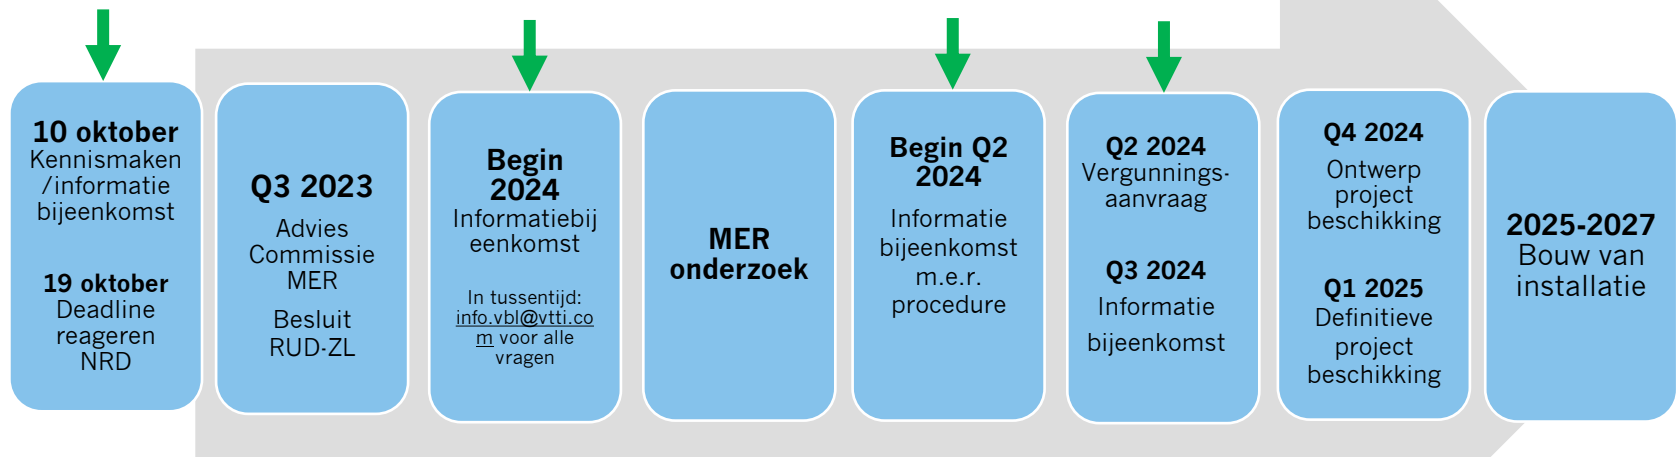 10 oktober
Kennismaken
/informatie
bijeenkomst
19 oktober
Deadline
reageren
NRD
Q3 2023
Advies
Commissie
MER
Besluit
RUD-ZL
Begin
2024
Informatiebij
eenkomst
In tussentijd:
info.vbl@vtti.co
m voor alle
vragen
MER
onderzoek
Begin Q2
2024
Informatie
bijeenkomst
m.e.r.
procedure
Q2 2024
Vergunnings-
aanvraag
Q3 2024
Informatie
bijeenkomst
Q4 2024
Ontwerp
project
beschikking
Q1 2025
Definitieve
project
beschikking
2025-2027
Bouw van
installatie